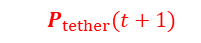 P_tether(t + 1)